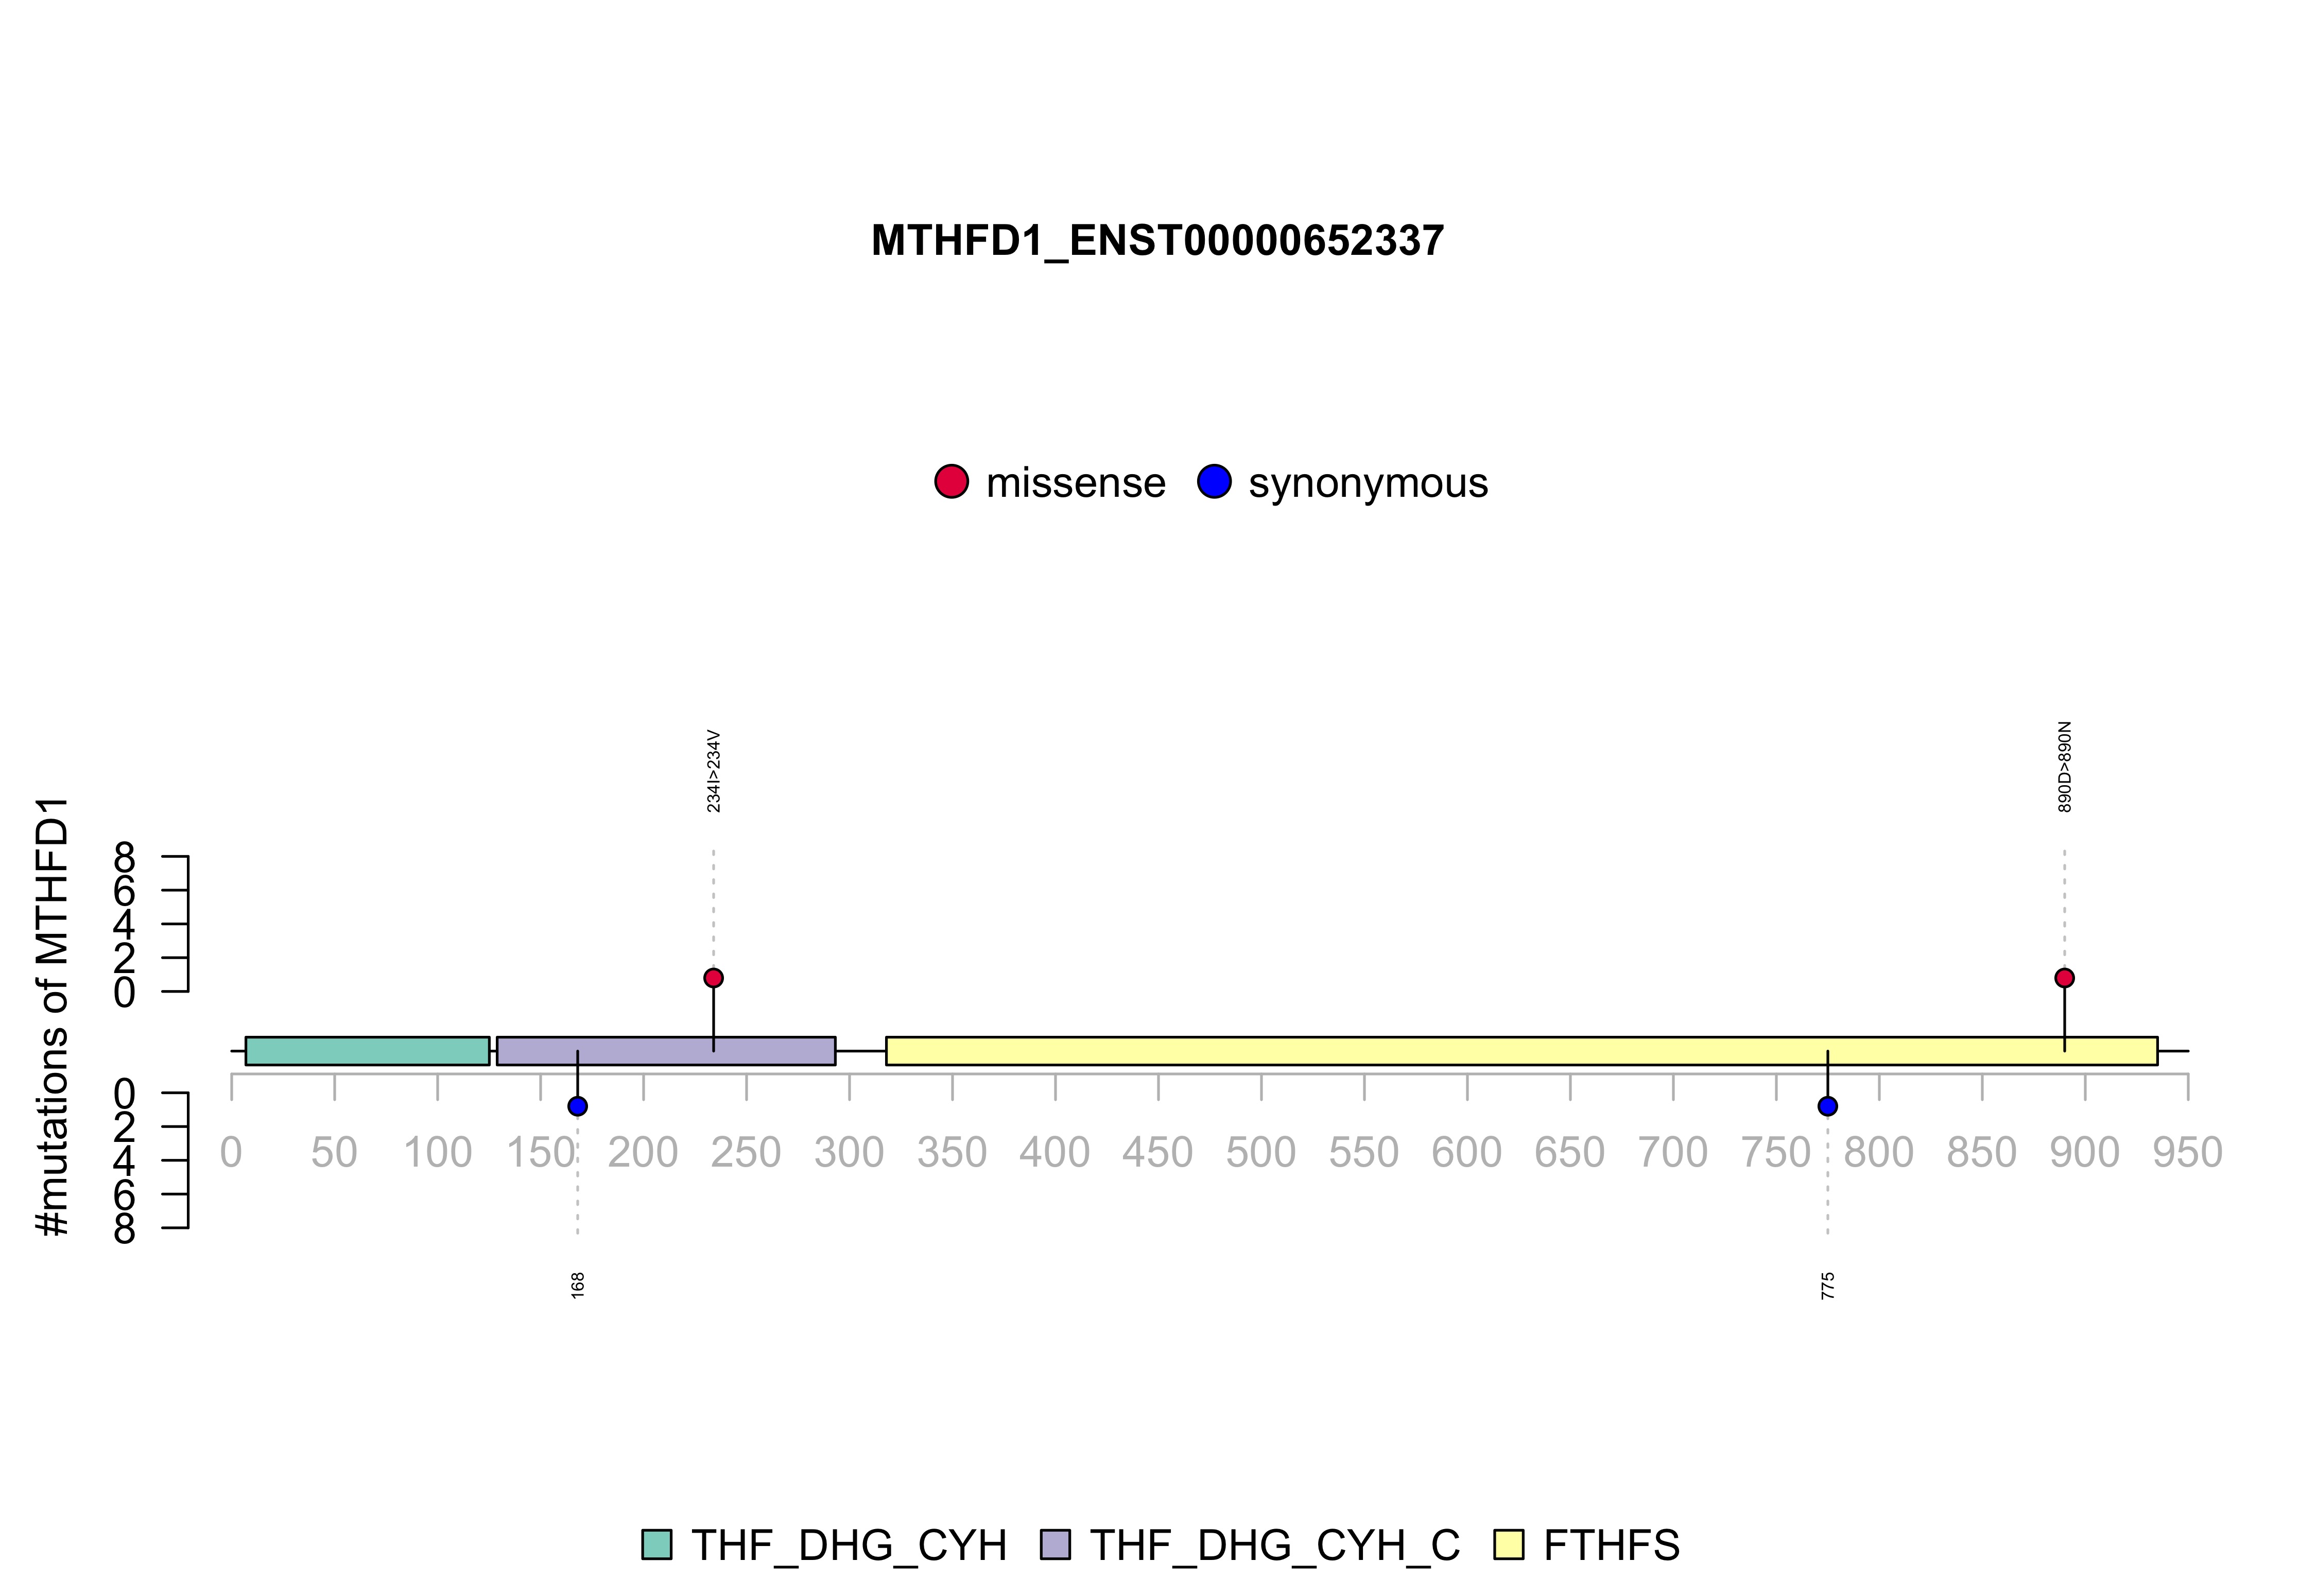 MTHFD1_ENST00000652337
missense synonymous
234I>234V
890D>890N
#mutations of MTHFD1
8
6
4
2
0
0
2
4
6
8
0 50 100 150 200 250 300 350 400 450 500 550 600 650 700 750 800 850 900 950
168
775
THF_DHG_CYH THF_DHG_CYH_C FTHFS